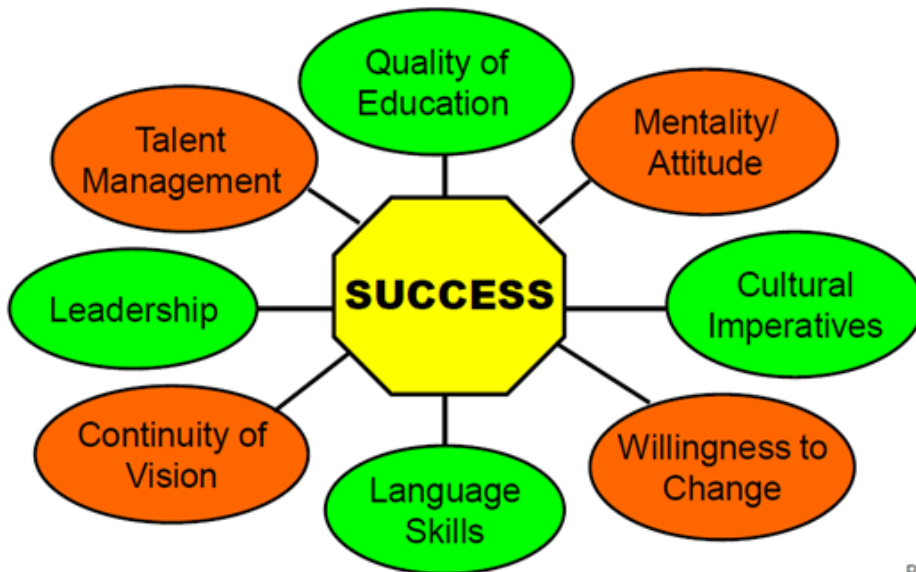 Quality of
Education
Talent
Management
Mentality/
Attitude
SUCCESS
Leadership
Cultural
Imperatives
Continuity of
Vision
Willingness to
Change
Language
Skills